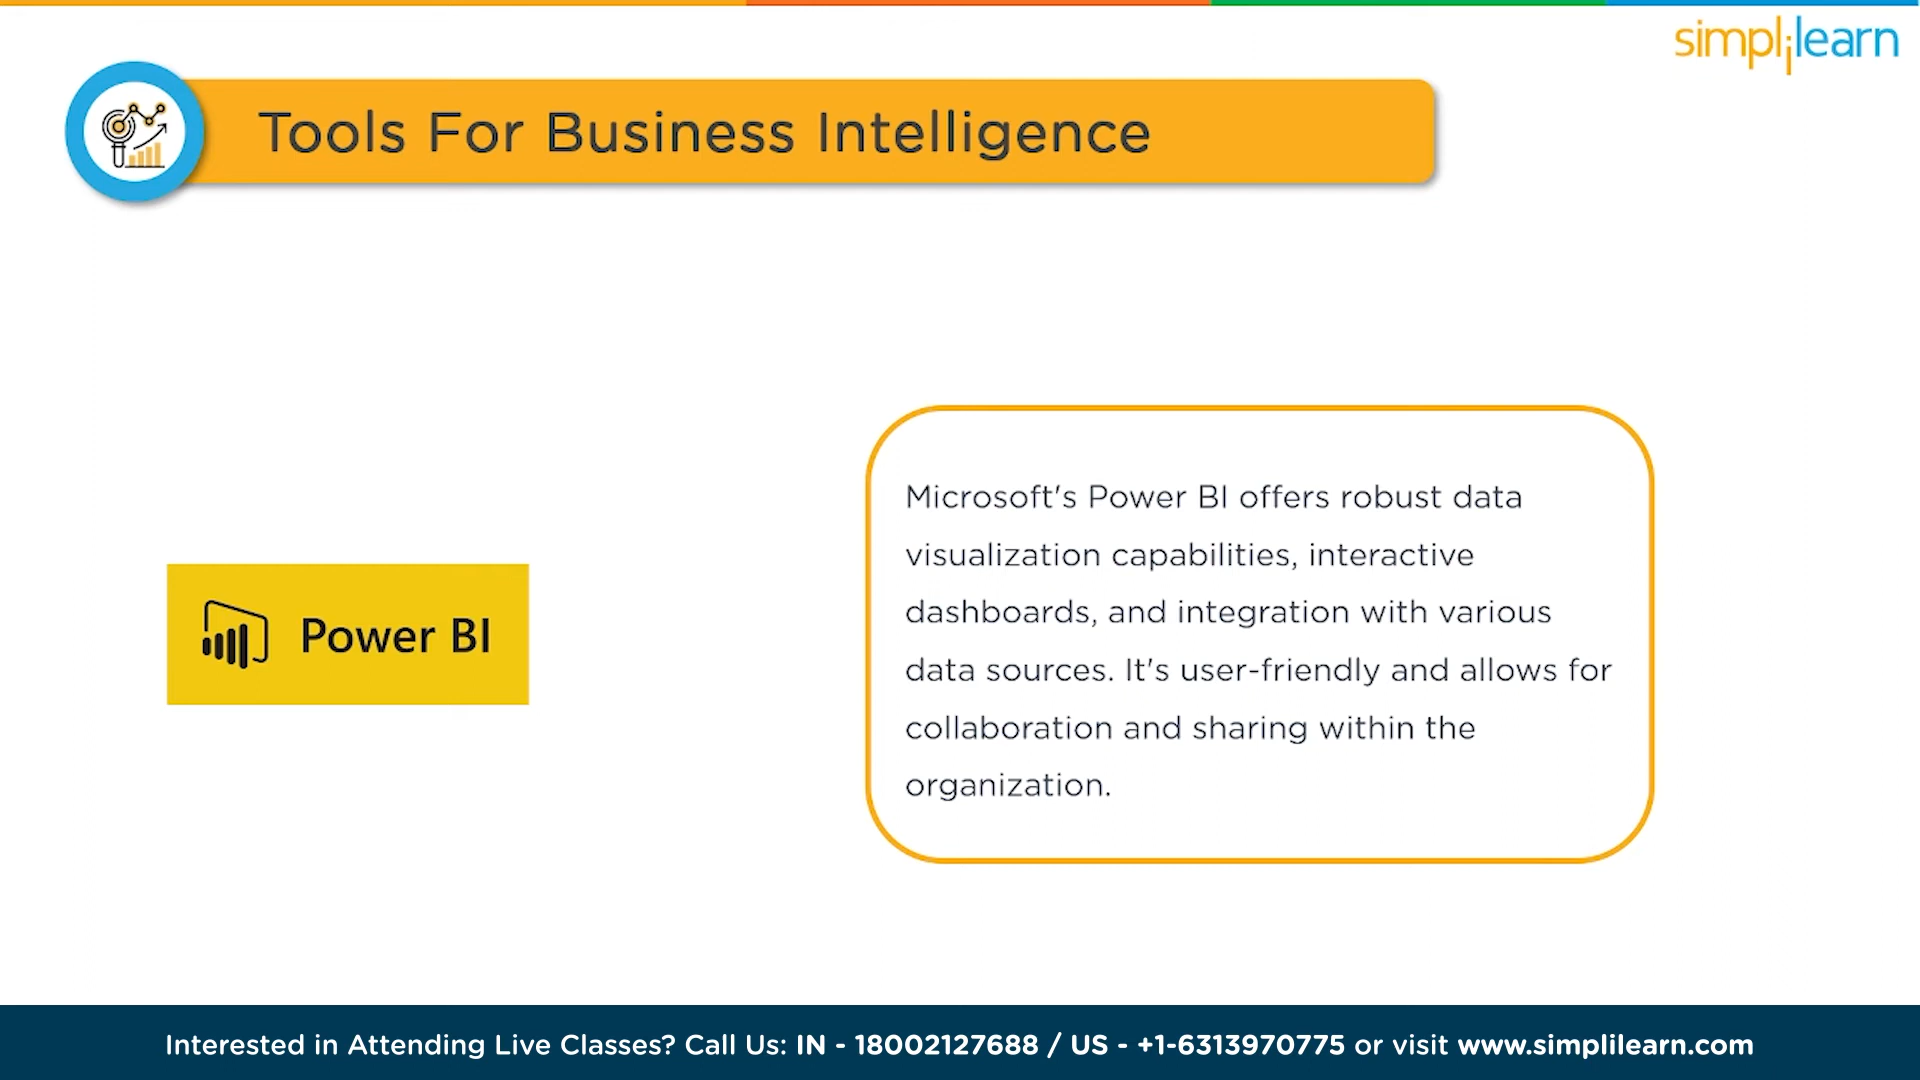 simplilearn
Tools For Business Intelligence
Microsoft's Power BI offers robust data
visualization capabilities, interactive
dashboards, and integration with various
data sources. It's user-friendly and allows for
collaboration and sharing within the
organization.
Power BI
Interested in Attending Live Classes? Call Us: IN - 18002127688 / US - +1-6313970775 or visit www.simplilearn.com